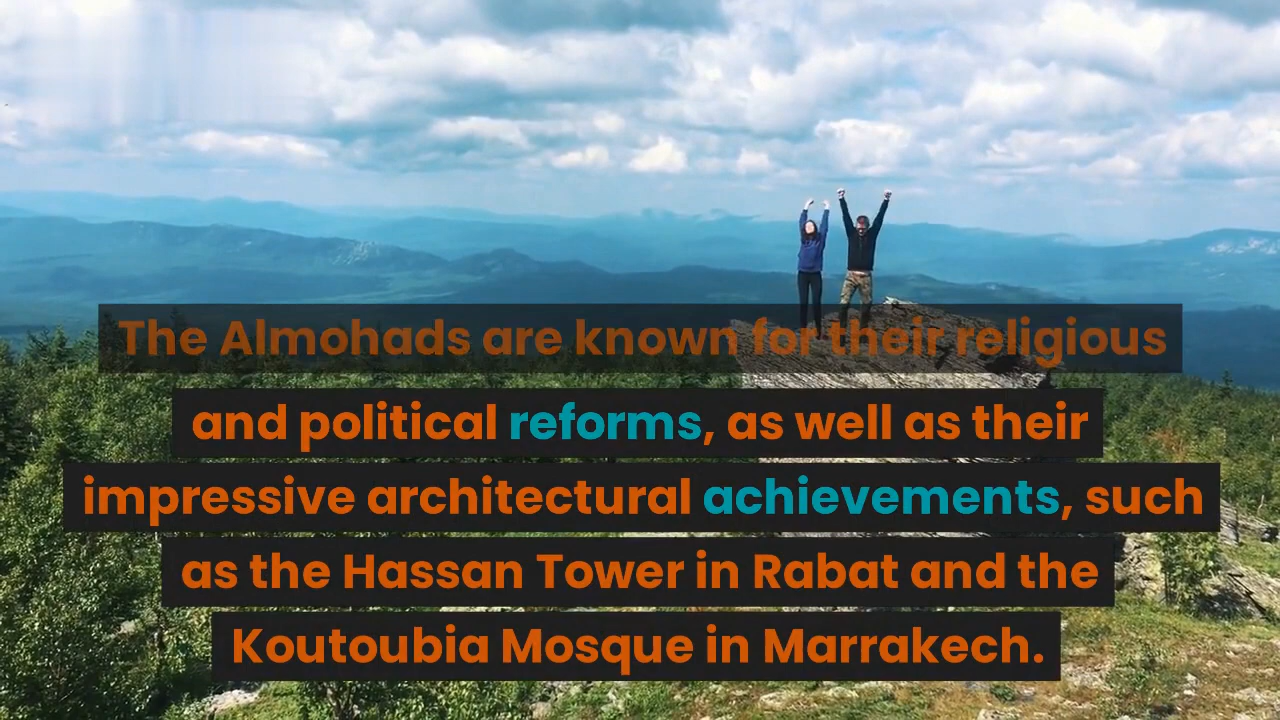 The Almohads are known for their religious
and political reforms, as well as their
impressive architectural achievements, such
as the Hassan Tower in Rabat and the
Koutoubia Mosque in Marrakech.